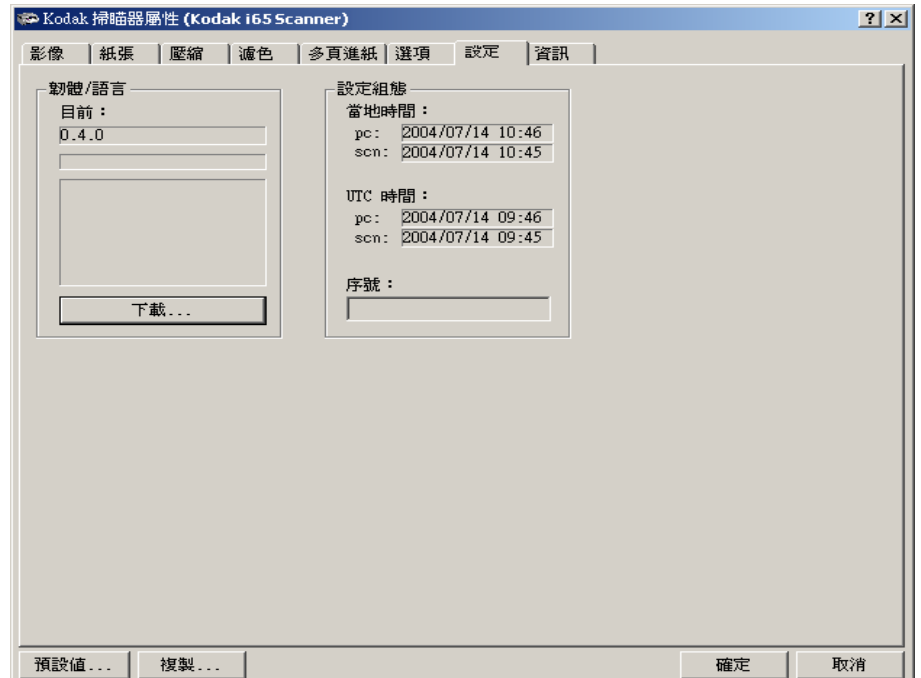 Kodak 掃瞄器屬性 (Kodak i65 Scanner)
影像 紙張 壓縮 濾色 多頁進紙 選項 設定 資訊
韌體/語言
目前：
0.4.0
下載...
設定組態
當地時間：
pc: 2004/07/14 10:46
scn: 2004/07/14 10:45
UTC 時間：
pc: 2004/07/14 09:46
scn: 2004/07/14 09:45
序號：
預設值... 複製... 確定 取消